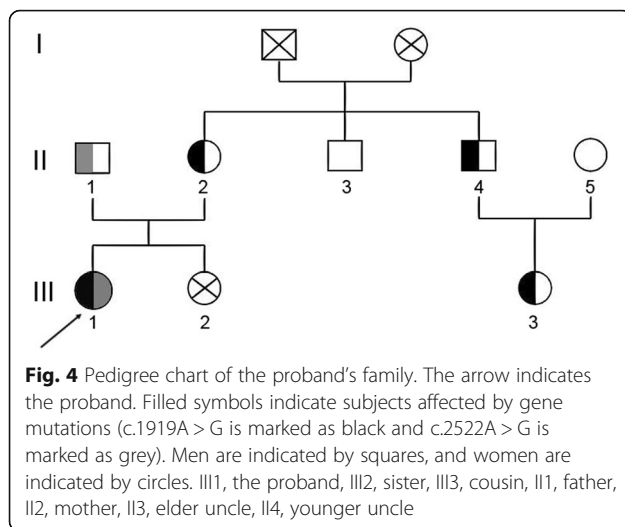 I
II
1 2 3 4 5
III
1 2 3
Fig. 4 Pedigree chart of the proband's family. The arrow indicates
the proband. Filled symbols indicate subjects affected by gene
mutations (c.1919A > G is marked as black and c.2522A > G is
marked as grey). Men are indicated by squares, and women are
indicated by circles. III1, the proband, III2, sister, III3, cousin, II1, father,
II2, mother, II3, elder uncle, II4, younger uncle